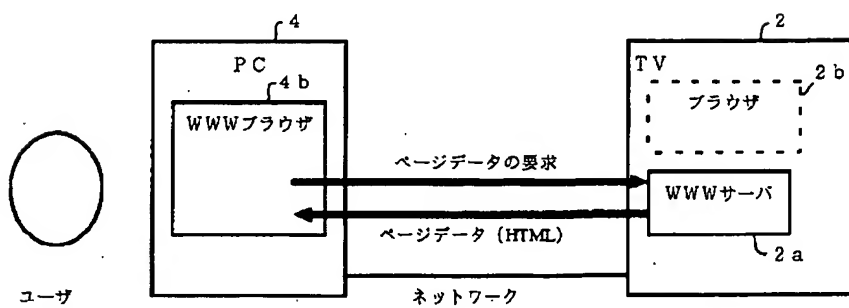 4
2
PC
TV
4b
2b
WWWブラウザ
ブラウザ
ページデータの要求
WWWサーバ
ページデータ (HTML)
2a
ユーザ
ネットワーク